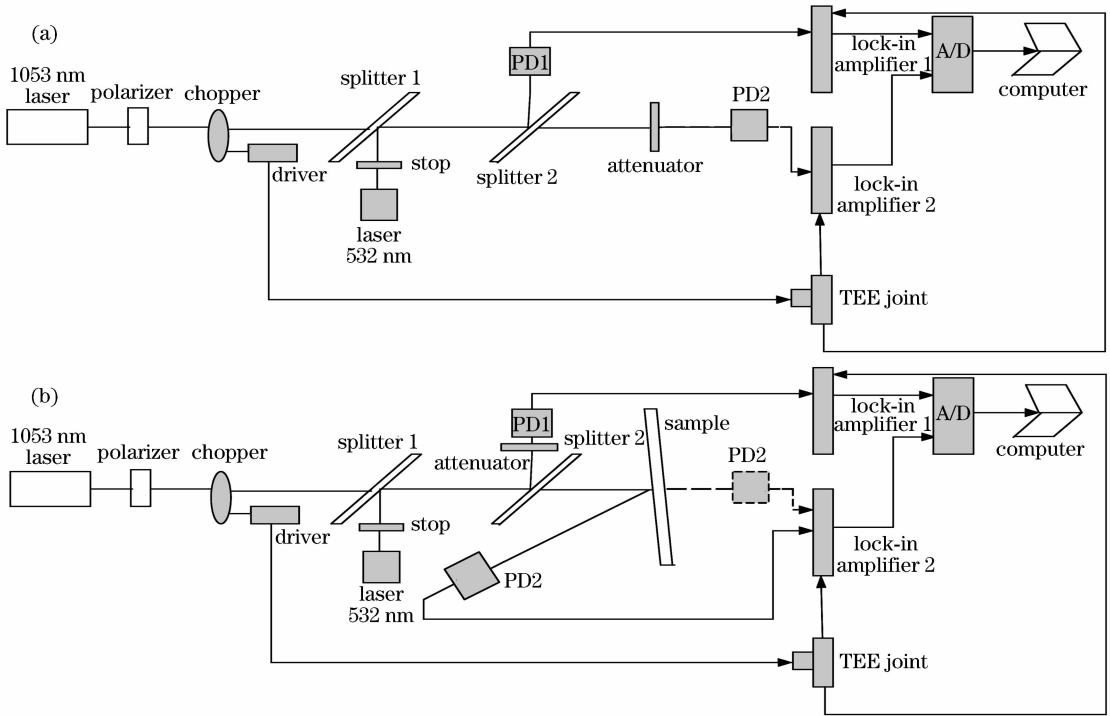 (a)
1053 nm
laser
polarizer
chopper
driver
splitter 1
stop
laser
532 nm
PD1
splitter 2
attenuator
PD2
lock-in
amplifier 1
A/D
computer
lock-in
amplifier 2
TEE joint
(b)
1053 nm
laser
polarizer
chopper
driver
splitter 1
stop
laser
532 nm
PD1
attenuator
splitter 2
sample
PD2
PD2
lock-in
amplifier 1
A/D
computer
lock-in
amplifier 2
TEE joint